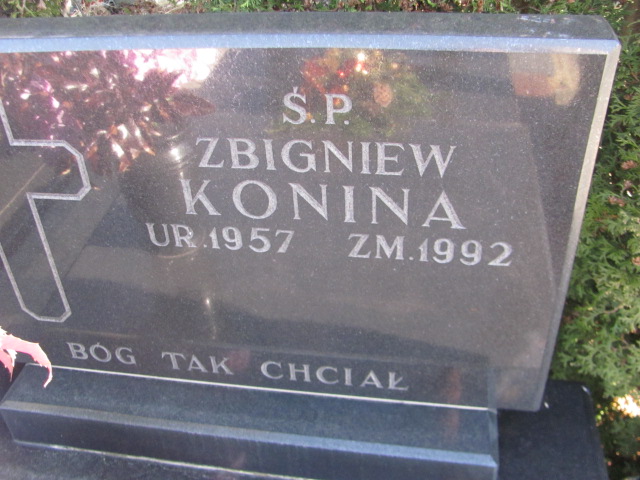 Ś.P.
ZBIGNIEW
KONINA
UR.1957 ZM.1992
BÓG TAK CHCIAŁ